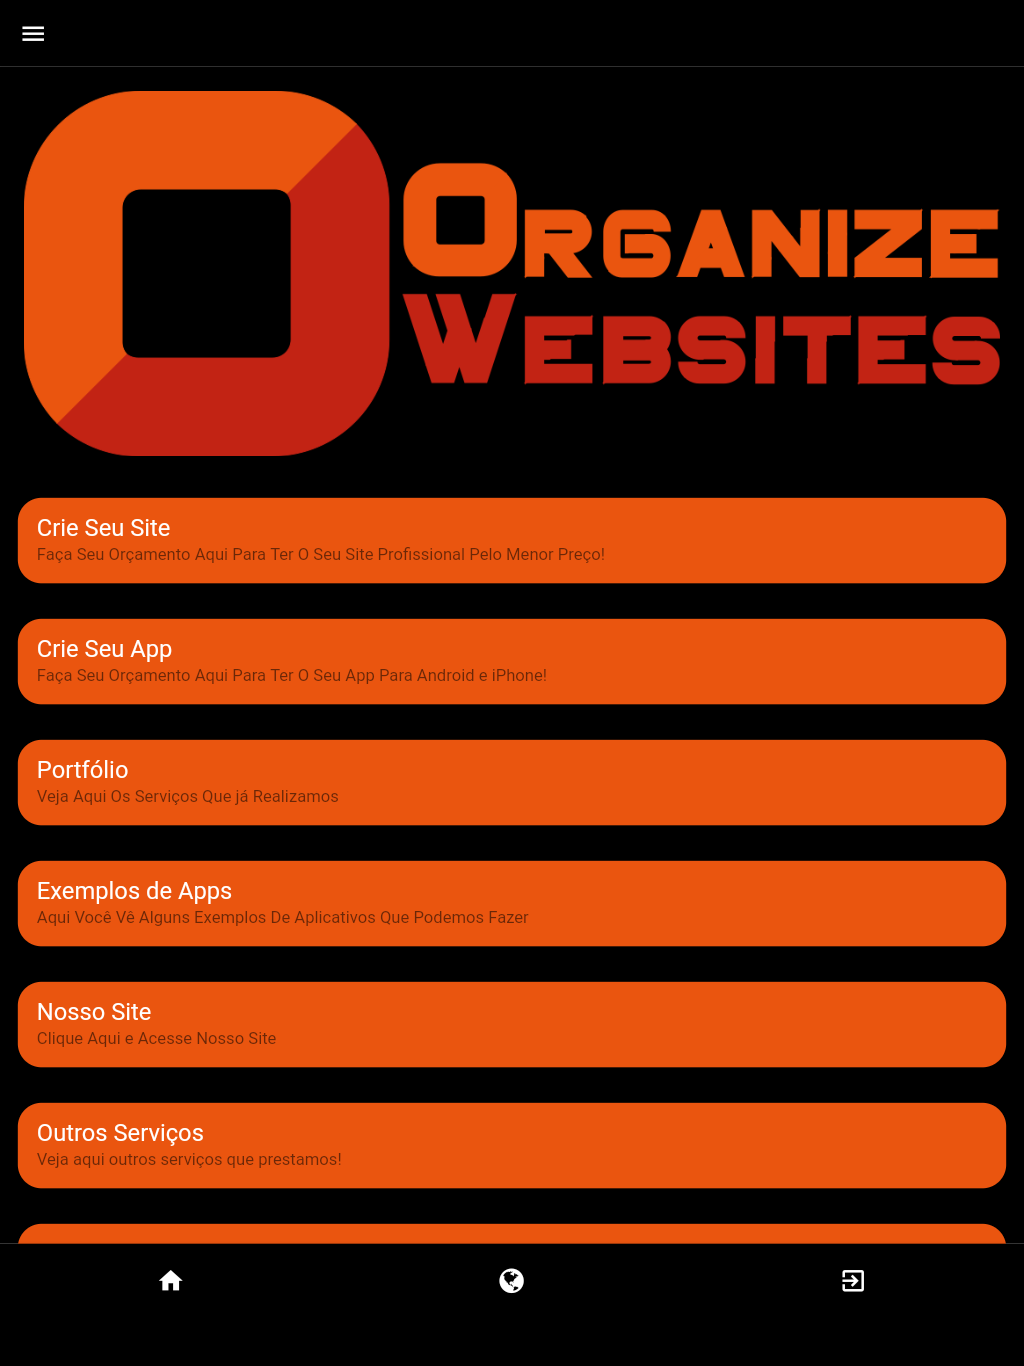 Organize
Websites
Crie Seu Site
Faça Seu Orçamento Aqui Para Ter O Seu Site Profissional Pelo Menor Preço!
Crie Seu App
Faça Seu Orçamento Aqui Para Ter O Seu App Para Android e iPhone!
Portfólio
Veja Aqui Os Serviços Que já Realizamos
Exemplos de Apps
Aqui Você Vê Alguns Exemplos De Aplicativos Que Podemos Fazer
Nosso Site
Clique Aqui e Acesse Nosso Site
Outros Serviços
Veja aqui outros serviços que prestamos!